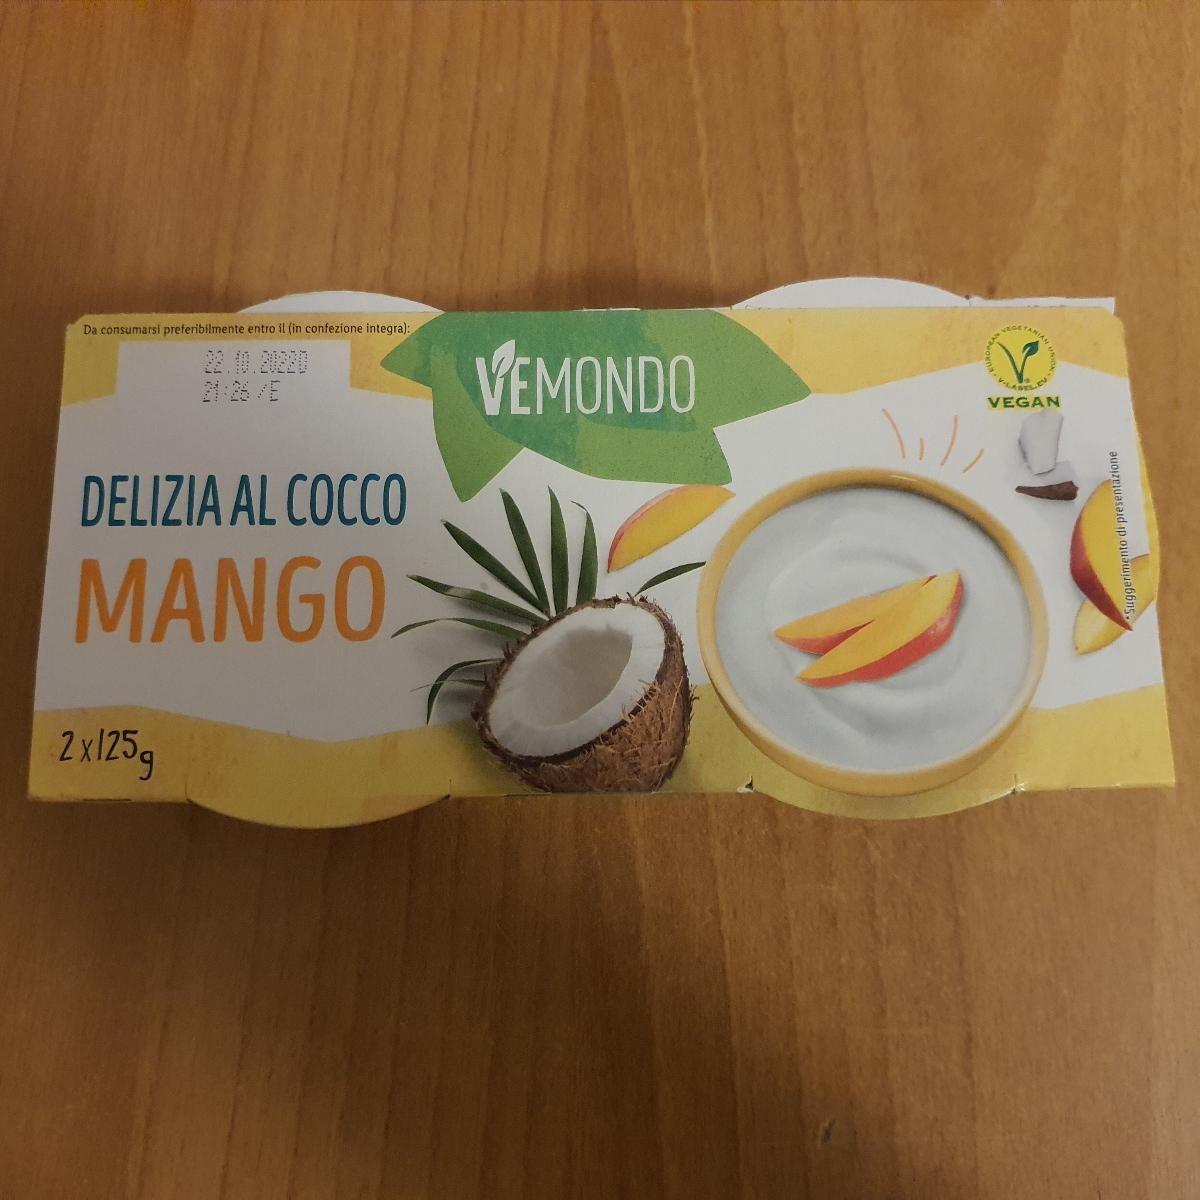 Da consumarsi preferibilmente entro il (in confezione integra):
22.10.2022D
21:26 /E
VEMONDO
EUROPEAN VEGETARIAN UNION
V-LABEL.EU
VEGAN
DELIZIA AL COCCO
MANGO
2 x 125g
*Suggerimento di presentazione